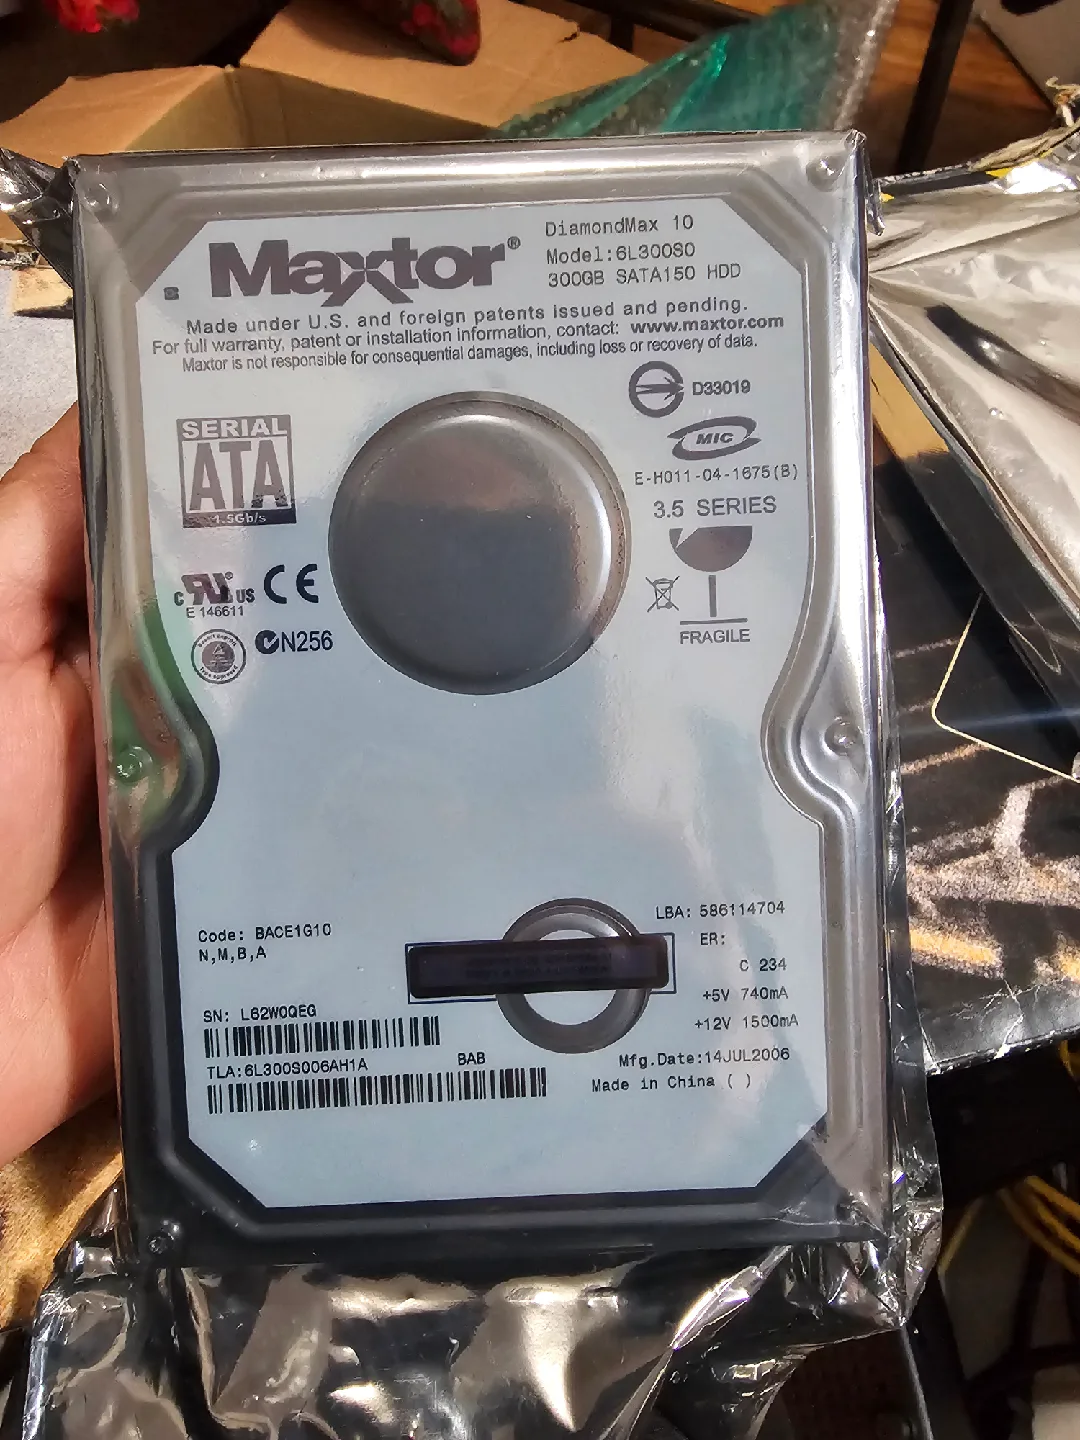 Maxtor®
DiamondMax 10
Model:6L300S0
300GB SATA150 HDD
Made under U.S. and foreign patents issued and pending.
For full warranty, patent or installation information, contact: www.maxtor.com
Maxtor is not responsible for consequential damages, including loss or recovery of data.
D33019
SERIAL
ATA
1.5Gb/s
MIC
E-H011-04-1675(B)
3.5 SERIES
C RU® US CE
E146611
N256
FRAGILE
Code: BACE1G10
N,M,B,A
LBA: 586114704
ER:
C 234
+5V 740mA
+12V 1500mA
SN: L62W0QEG
TLA:6L300S006AH1A BAB
Mfg.Date:14JUL2006
Made in China ( )